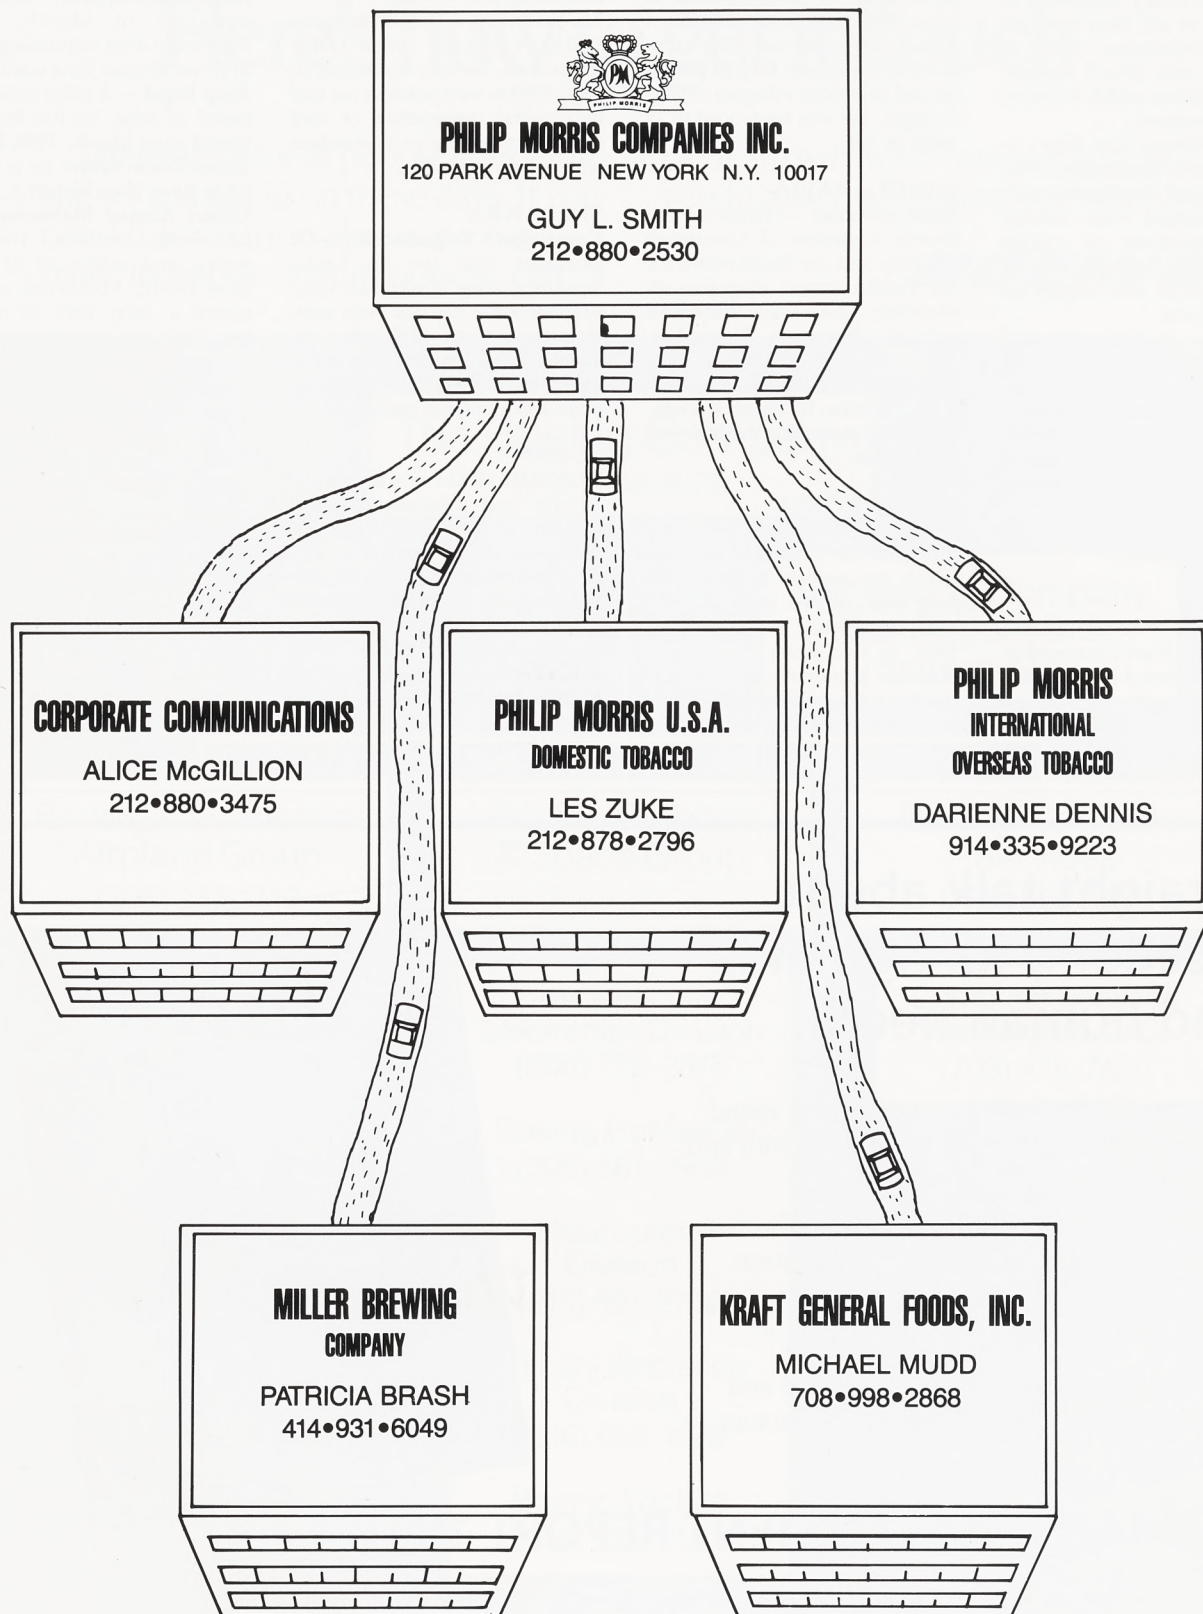 PM
PHILIP MORRIS
PHILIP MORRIS COMPANIES INC.
120 PARK AVENUE NEW YORK N.Y. 10017
GUY L. SMITH
212•880•2530
CORPORATE COMMUNICATIONS
ALICE McGILLION
212•880•3475
PHILIP MORRIS U.S.A.
DOMESTIC TOBACCO
LES ZUKE
212•878•2796
PHILIP MORRIS
INTERNATIONAL
OVERSEAS TOBACCO
DARIENNE DENNIS
914•335•9223
MILLER BREWING
COMPANY
PATRICIA BRASH
414•931•6049
KRAFT GENERAL FOODS, INC.
MICHAEL MUDD
708•998•2868